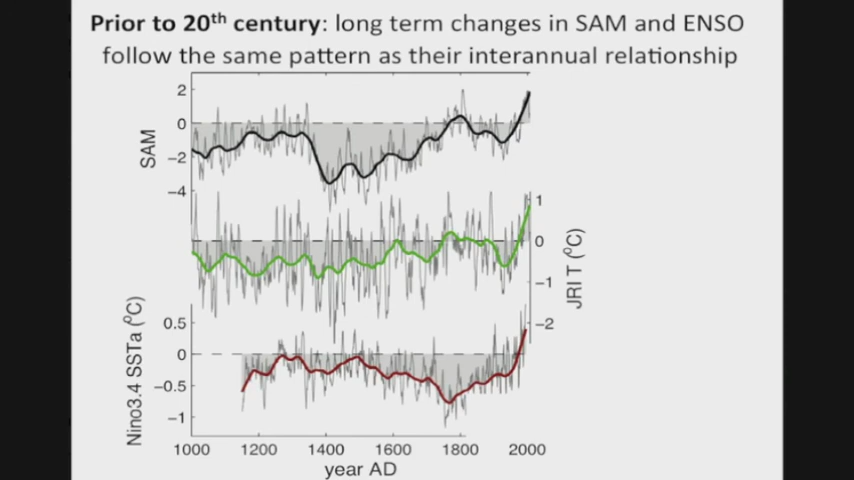 Prior to 20th century: long term changes in SAM and ENSO
follow the same pattern as their interannual relationship
2
0
−2
−4
SAM
1
0
−1
−2
JRI T (⁰C)
0.5
0
−0.5
−1
Nino3.4 SSTa (⁰C)
1000 1200 1400 1600 1800 2000
year AD